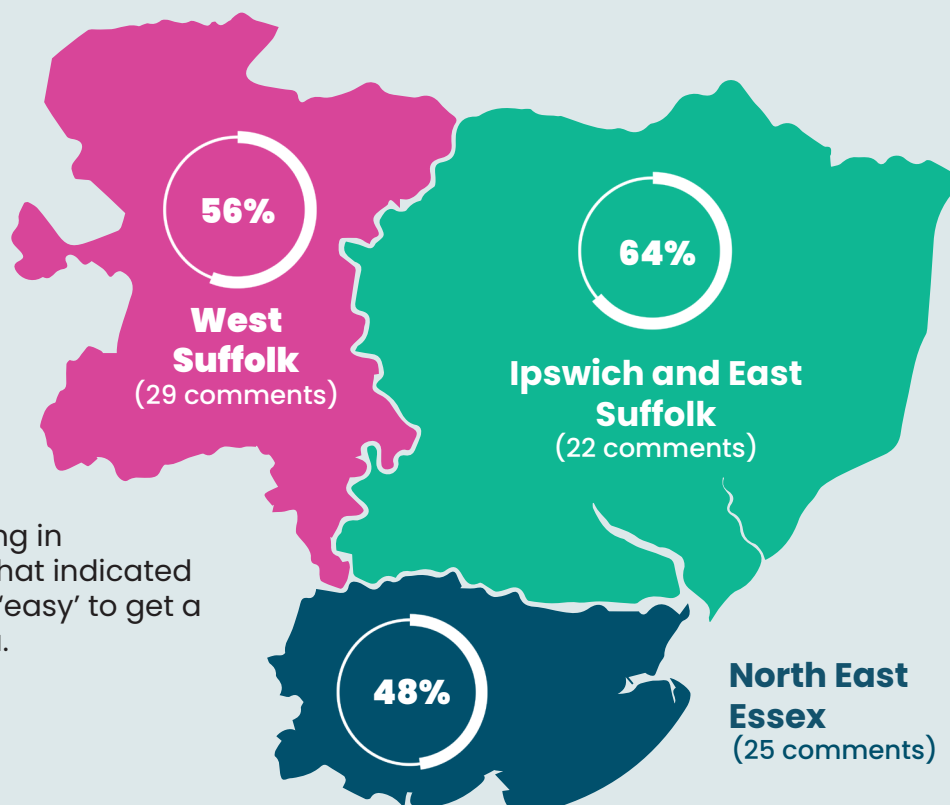 56%
West
Suffolk
(29 comments)
64%
Ipswich and East
Suffolk
(22 comments)
ng in
hat indicated
'easy' to get a
48%
North East
Essex
(25 comments)